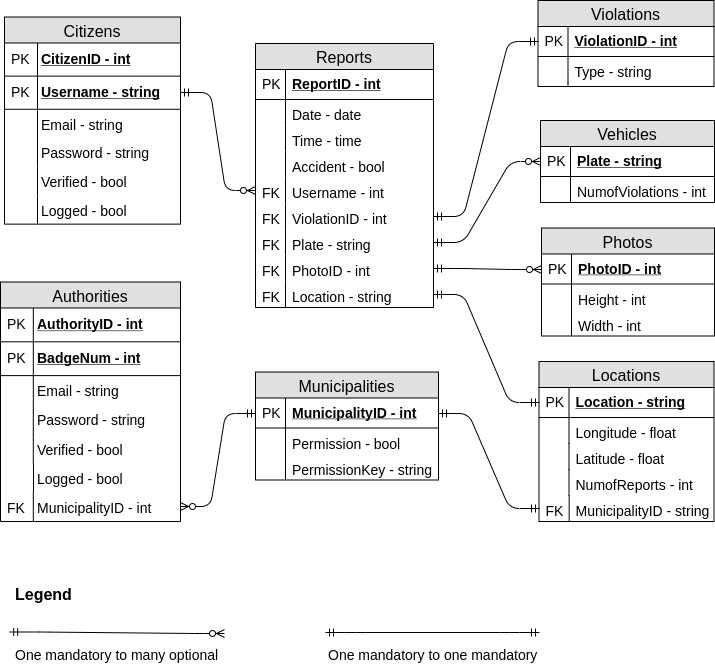 Citizens
PK CitizenID - int
PK Username - string
Email - string
Password - string
Verified - bool
Logged - bool
Reports
PK ReportID - int
Date - date
Time - time
Accident - bool
FK Username - int
FK ViolationID - int
FK Plate - string
FK PhotoID - int
FK Location - string
Violations
PK ViolationID - int
Type - string
Vehicles
PK Plate - string
NumofViolations - int
Photos
PK PhotoID - int
Height - int
Width - int
Authorities
PK AuthorityID - int
PK BadgeNum - int
Email - string
Password - string
Verified - bool
Logged - bool
FK MunicipalityID - int
Municipalities
PK MunicipalityID - int
Permission - bool
PermissionKey - string
Locations
PK Location - string
Longitude - float
Latitude - float
NumofReports - int
FK MunicipalityID - string
Legend
One mandatory to many optional
One mandatory to one mandatory